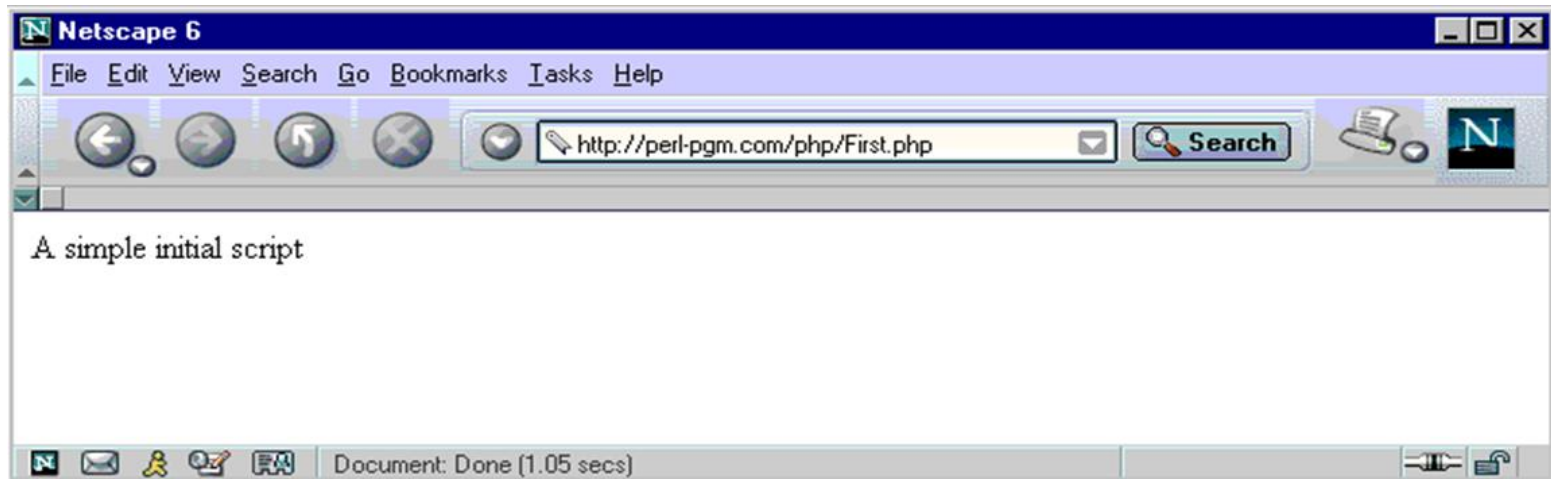 Netscape 6
File Edit View Search Go Bookmarks Tasks Help
http://perl-pgm.com/php/First.php Search N
A simple initial script
Document: Done (1.05 secs)